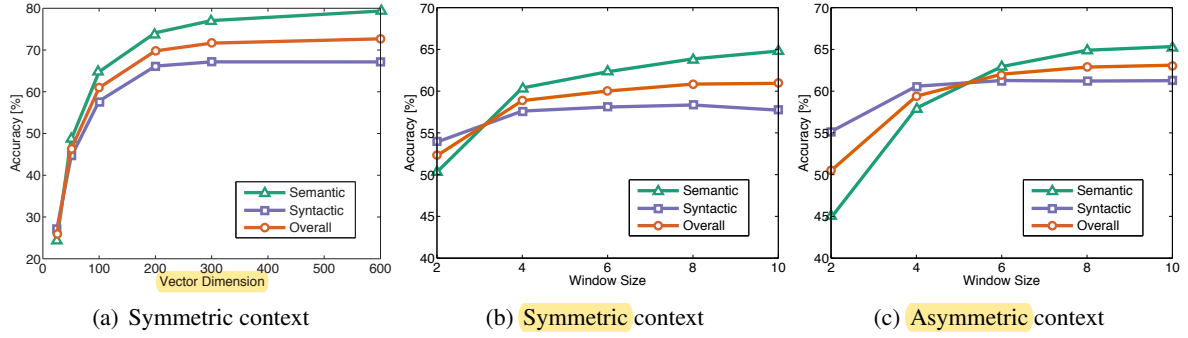 80
70
60
50
40
30
20
0
100
200
300
400
500
600
Accuracy [%]
Vector Dimension
Semantic
Syntactic
Overall
(a) Symmetric context
70
65
60
55
50
45
40
2
4
6
8
10
Accuracy [%]
Window Size
Semantic
Syntactic
Overall
(b) Symmetric context
70
65
60
55
50
45
40
2
4
6
8
10
Accuracy [%]
Window Size
Semantic
Syntactic
Overall
(c) Asymmetric context